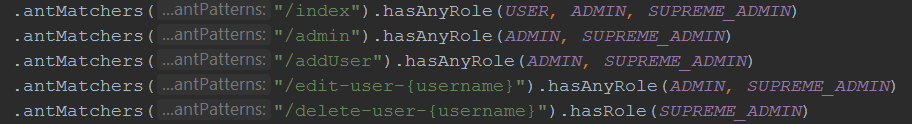 .antMatchers( ...antPatterns: "/index").hasAnyRole(USER, ADMIN, SUPREME_ADMIN)
.antMatchers( ...antPatterns: "/admin").hasAnyRole(ADMIN, SUPREME_ADMIN)
.antMatchers( ...antPatterns: "/addUser").hasAnyRole(ADMIN, SUPREME_ADMIN)
.antMatchers( ...antPatterns: "/edit-user-{username}").hasAnyRole(ADMIN, SUPREME_ADMIN)
.antMatchers( ...antPatterns: "/delete-user-{username}").hasRole(SUPREME_ADMIN)